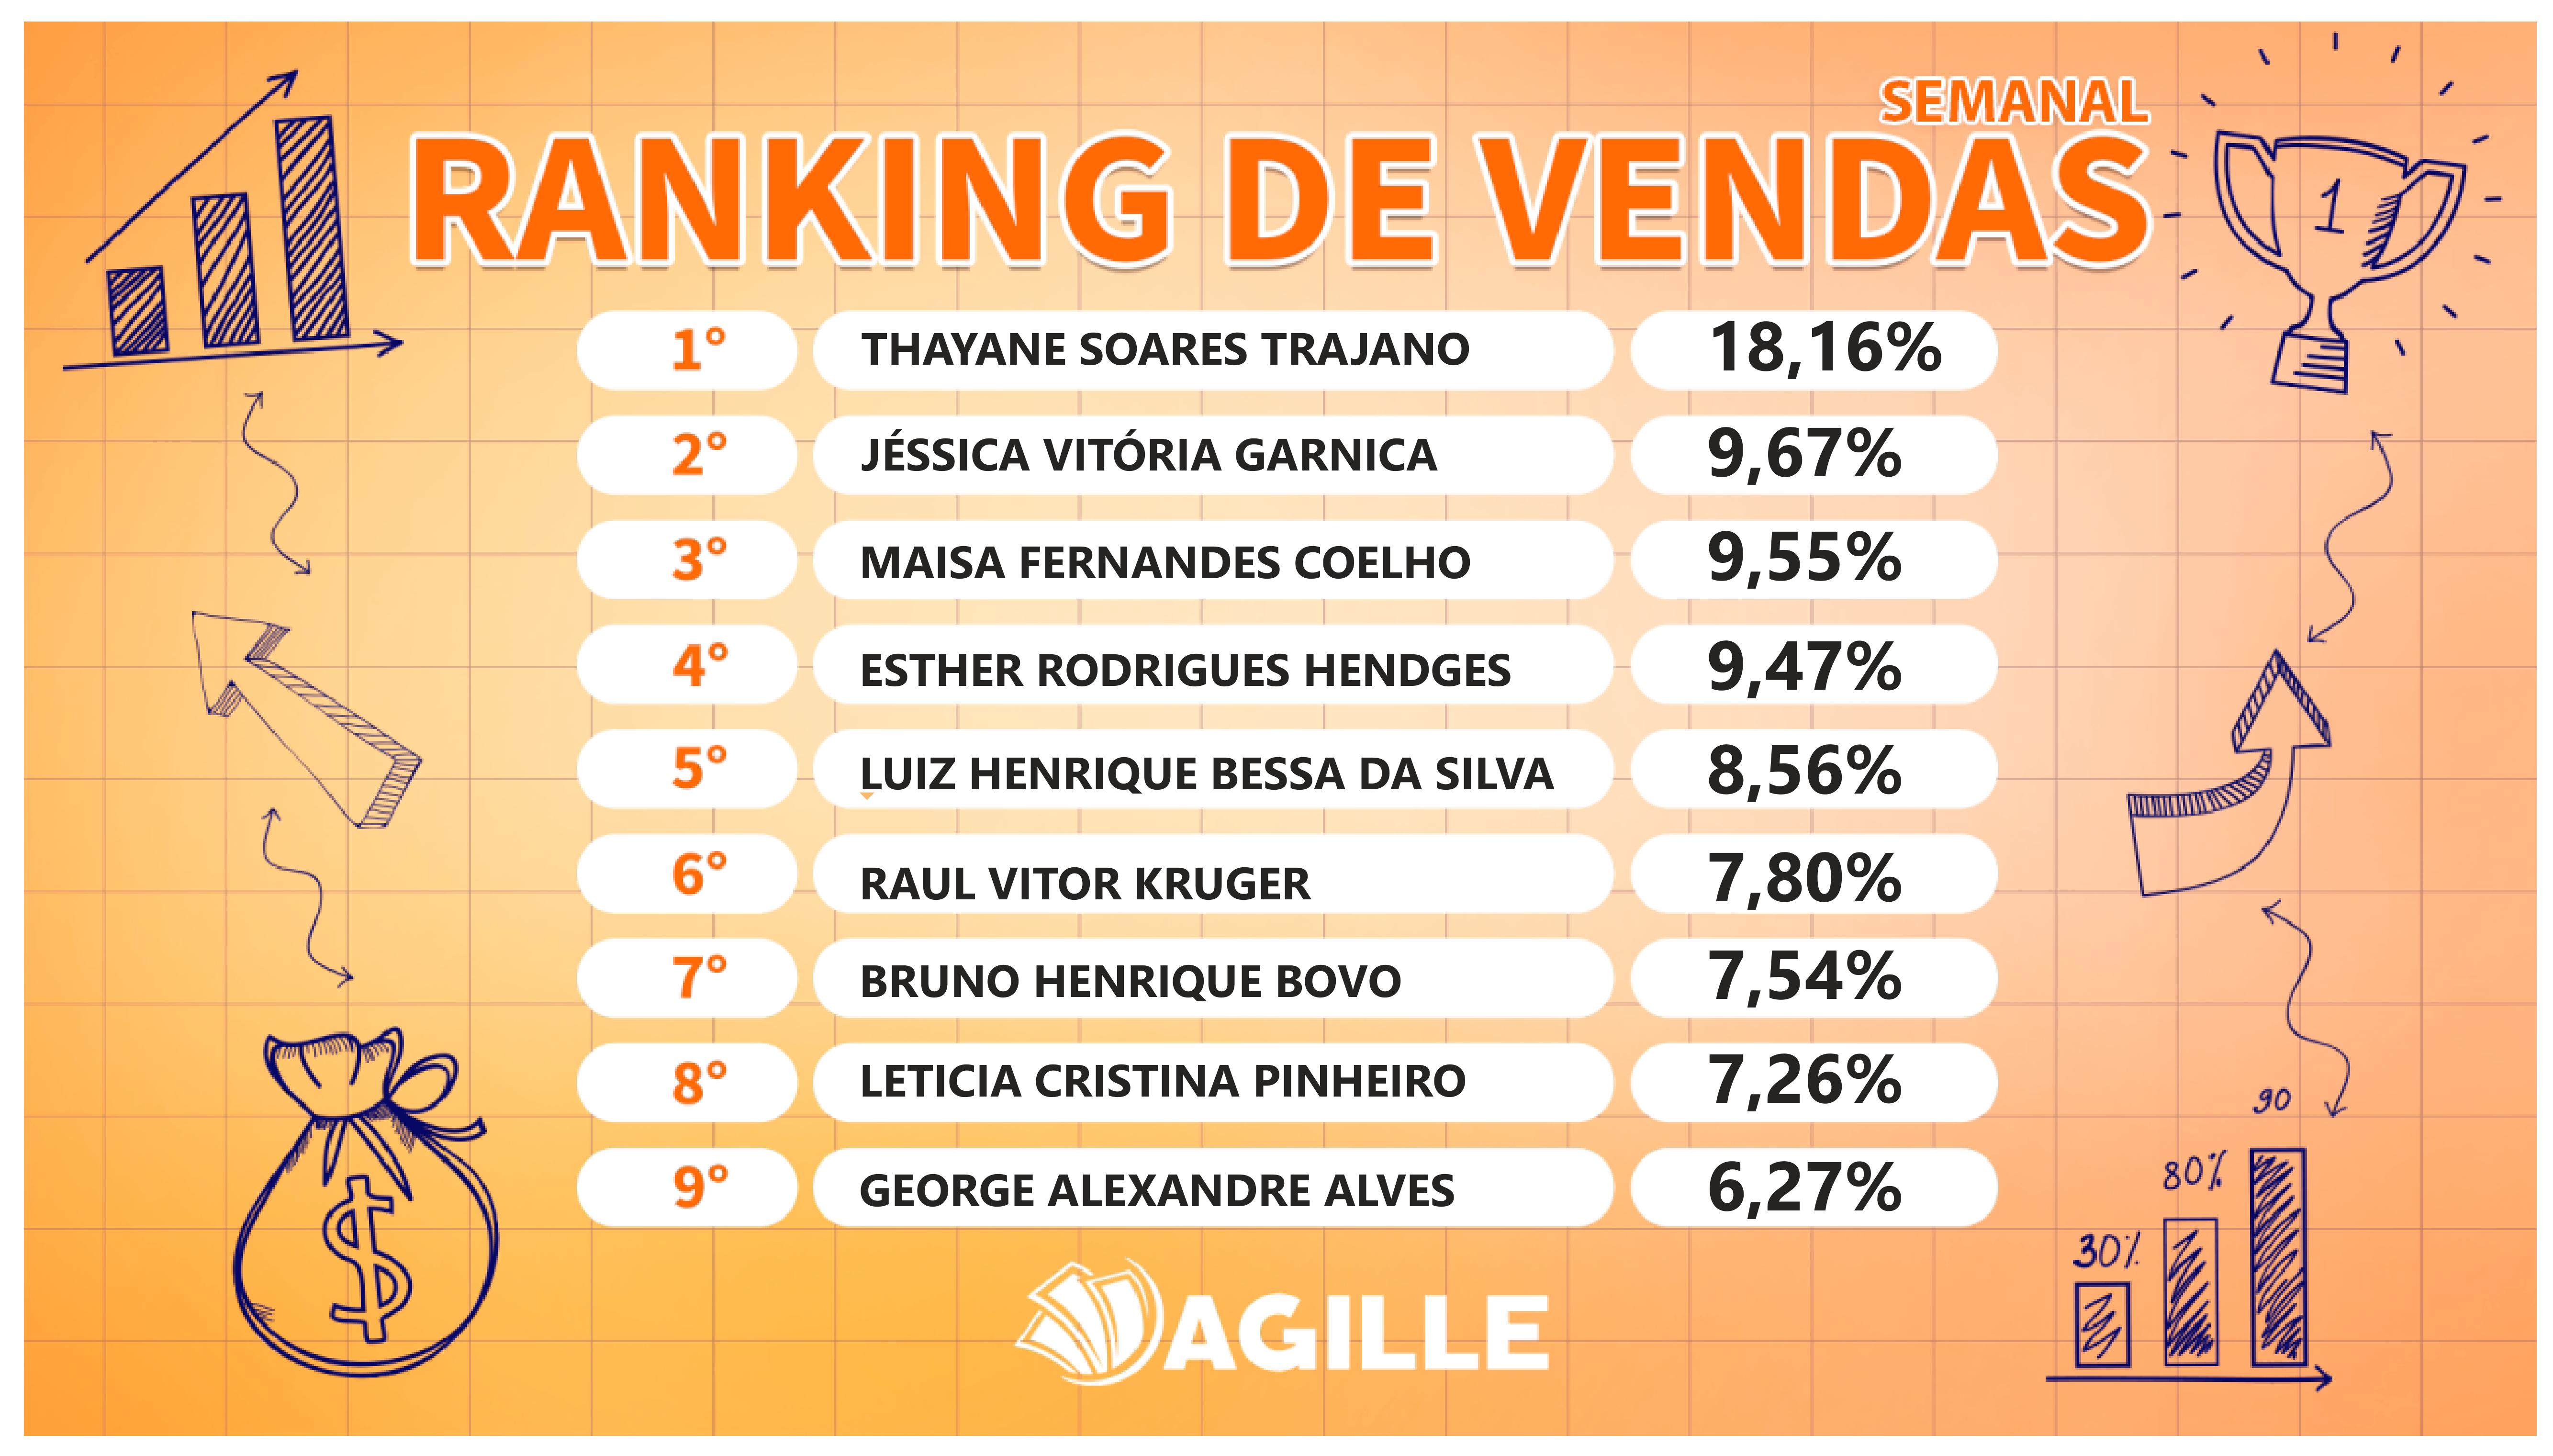 SEMANAL
RANKING DE VENDAS
1
1° THAYANE SOARES TRAJANO 18,16%
2° JÉSSICA VITÓRIA GARNICA 9,67%
3° MAISA FERNANDES COELHO 9,55%
4° ESTHER RODRIGUES HENDGES 9,47%
5° LUIZ HENRIQUE BESSA DA SILVA 8,56%
6° RAUL VITOR KRUGER 7,80%
7° BRUNO HENRIQUE BOVO 7,54%
8° LETICIA CRISTINA PINHEIRO 7,26%
9° GEORGE ALEXANDRE ALVES 6,27%
$
90
80%
30%
AGILLE